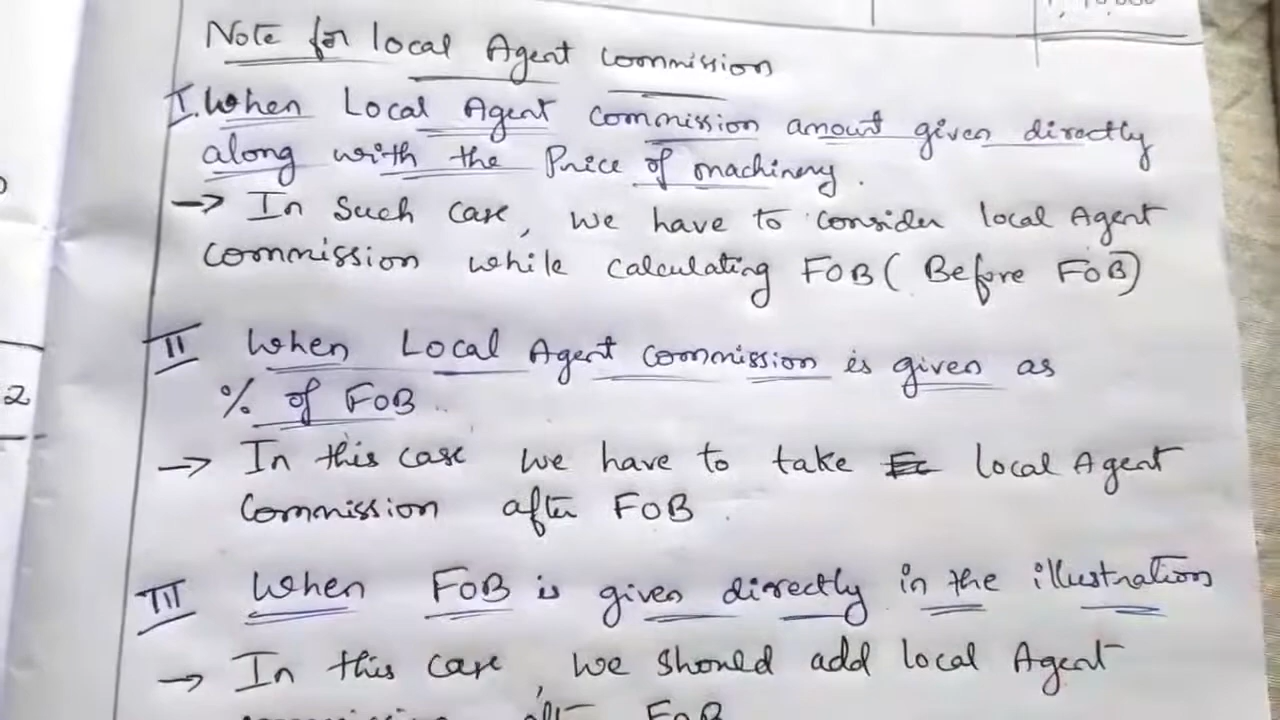 Note for local Agent Commission
I. When Local Agent Commission amount given directly
along with the Price of machinery.
→ In Such case, we have to consider local Agent
Commission while calculating FOB ( Before FOB)
II When Local Agent Commission is given as
% of FOB ..
→ In this case we have to take local Agent
Commission after FOB .
III When FOB is given directly in the illustration
→ In this case, we should add local Agent
FOB
2